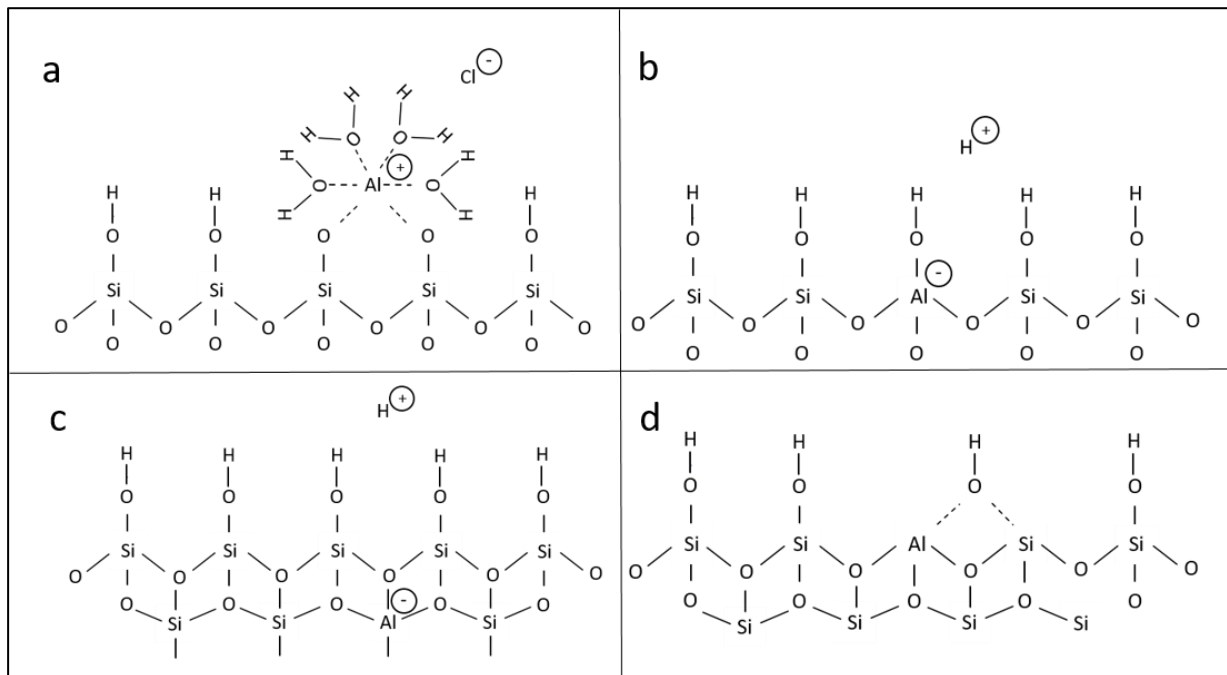 a
Cl -
H H
H O O H
H H
H H O Al + O H
H H
O O O O O
Si Si Si Si Si
O O O O O O
O O O O O
b
H +
H H H H H
O O O O O
Si Si Al - Si Si
O O O O O O
O O O O O
c
H +
H H H H H
O O O O O
Si Si Si Si Si
O O O O O O
O O O O O
Si Si Al - Si
d
H H H H
O O O O
Si Si Al Si Si
O O O O O O
O O O O O
Si Si Si Si